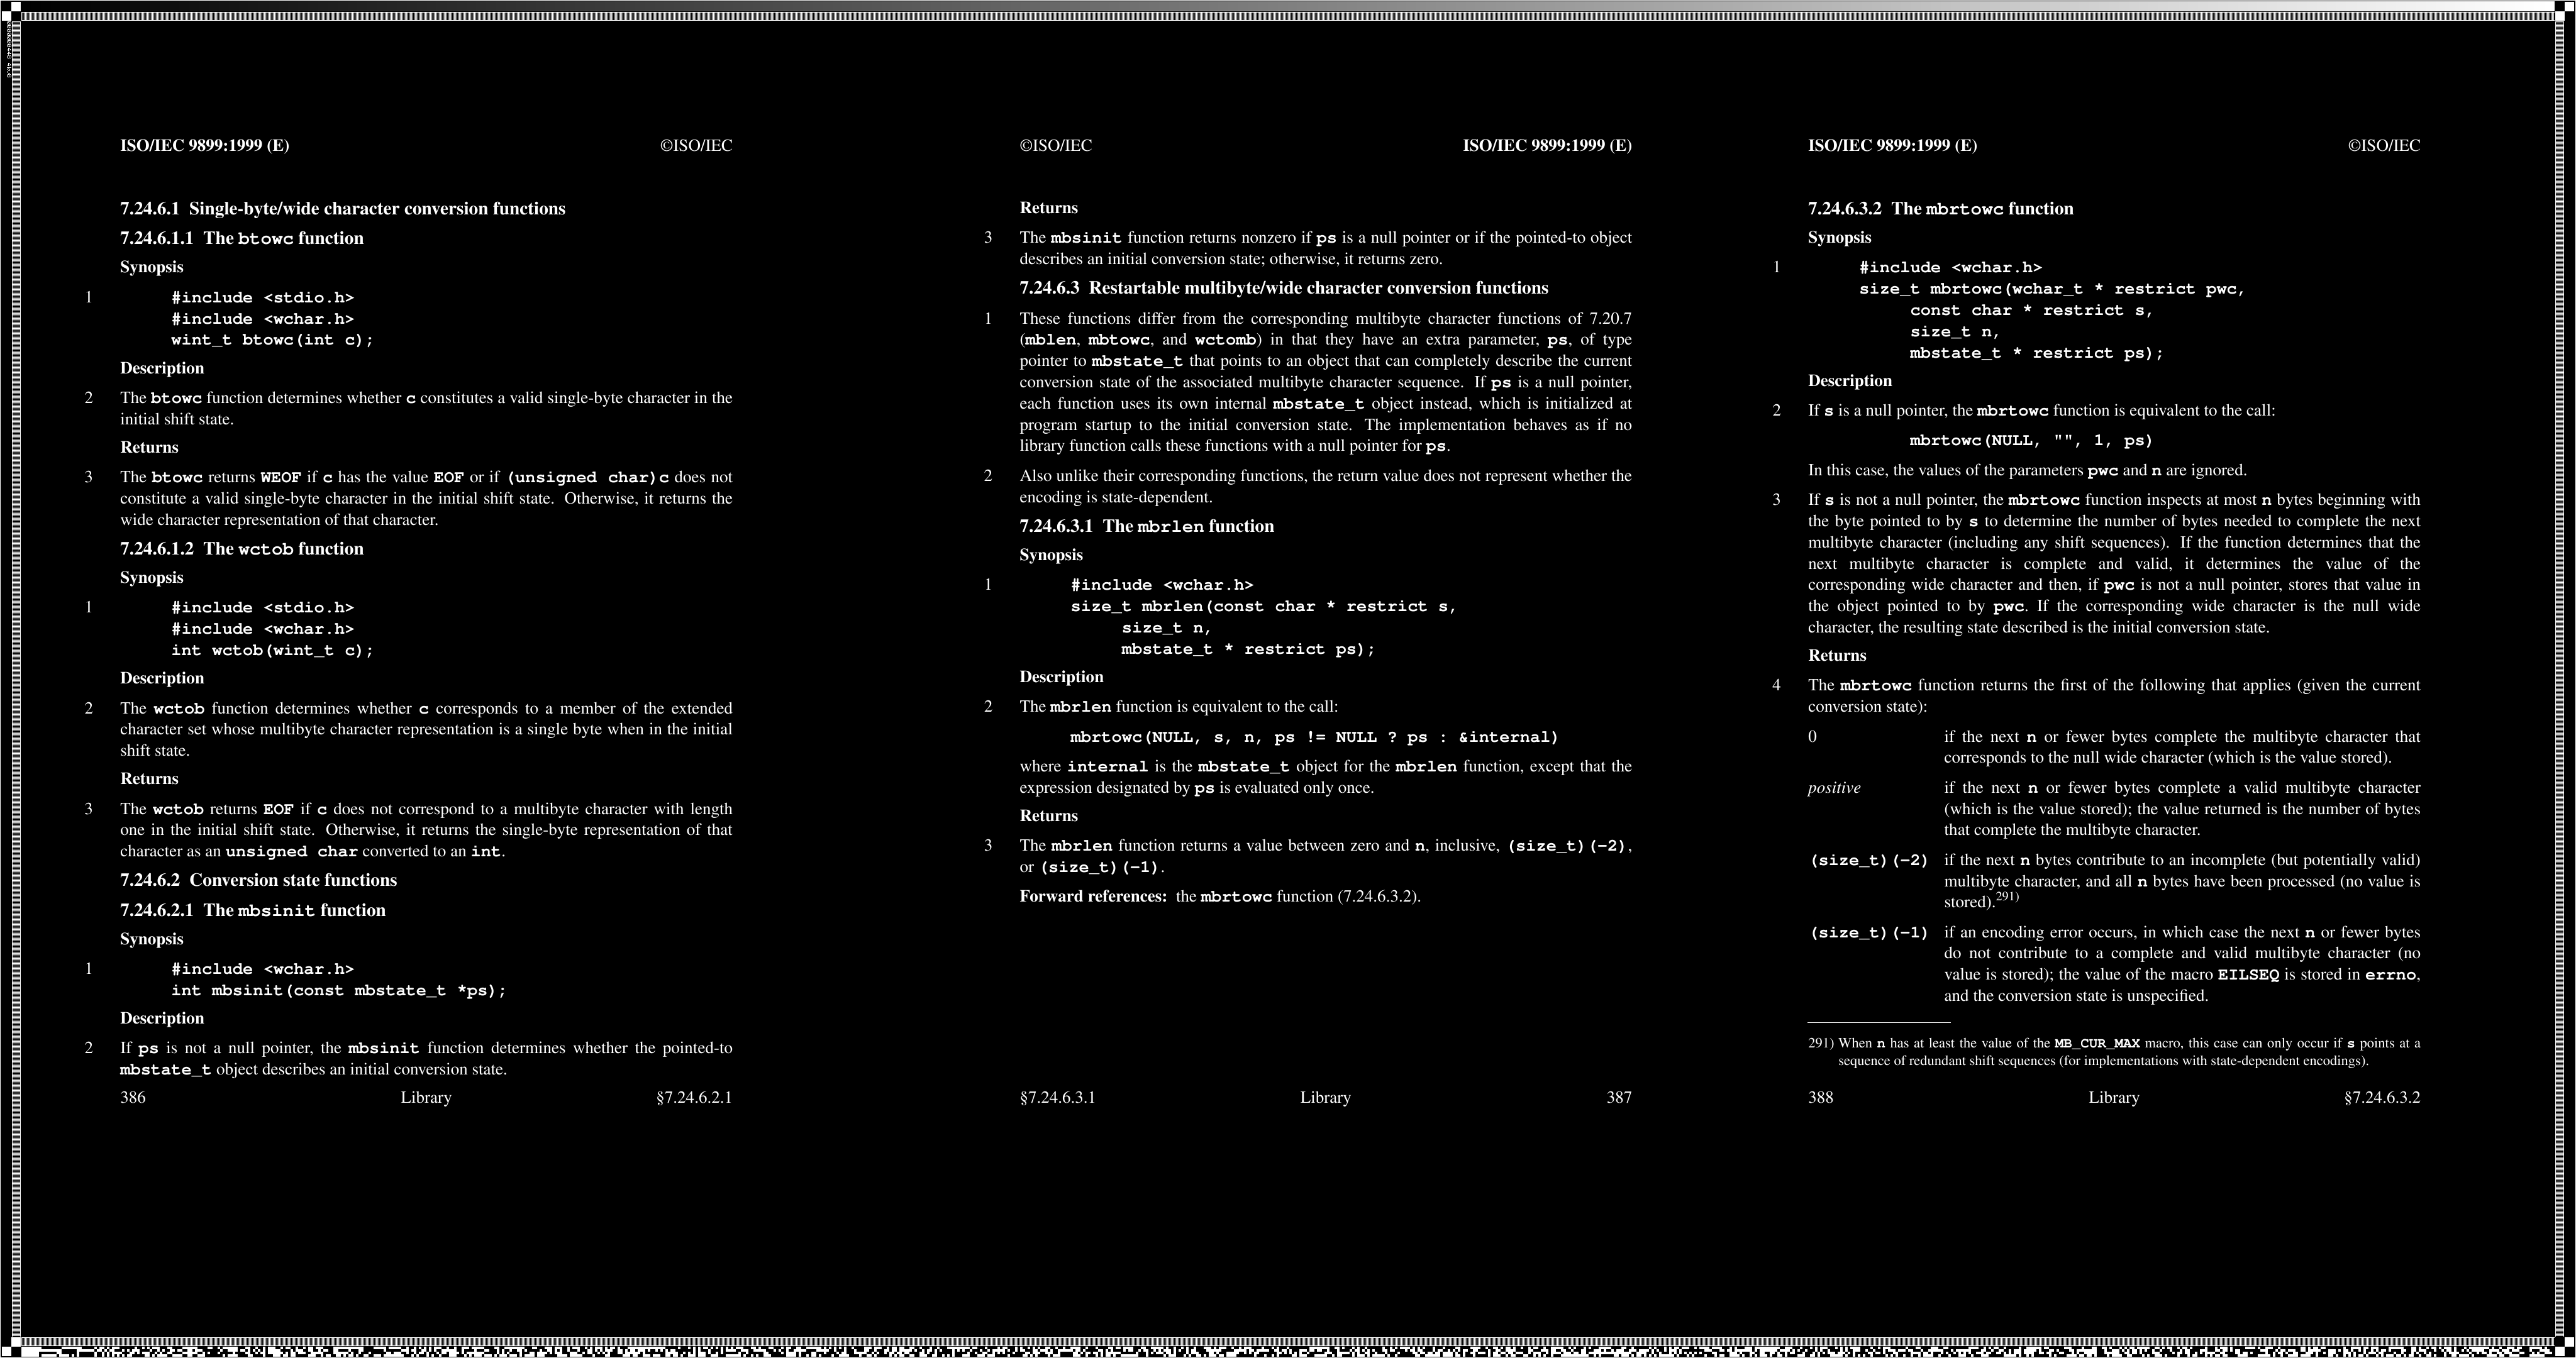 ISO/IEC 9899:1999 (E) ©ISO/IEC
7.24.6.1 Single-byte/wide character conversion functions
7.24.6.1.1 The btowc function
Synopsis
1 #include <stdio.h>
#include <wchar.h>
wint_t btowc(int c);
Description
2 The btowc function determines whether c constitutes a valid single-byte character in the
initial shift state.
Returns
3 The btowc returns WEOF if c has the value EOF or if (unsigned char)c does not
constitute a valid single-byte character in the initial shift state. Otherwise, it returns the
wide character representation of that character.
7.24.6.1.2 The wctob function
Synopsis
1 #include <stdio.h>
#include <wchar.h>
int wctob(wint_t c);
Description
2 The wctob function determines whether c corresponds to a member of the extended
character set whose multibyte character representation is a single byte when in the initial
shift state.
Returns
3 The wctob returns EOF if c does not correspond to a multibyte character with length
one in the initial shift state. Otherwise, it returns the single-byte representation of that
character as an unsigned char converted to an int.
7.24.6.2 Conversion state functions
7.24.6.2.1 The mbsinit function
Synopsis
1 #include <wchar.h>
int mbsinit(const mbstate_t *ps);
Description
2 If ps is not a null pointer, the mbsinit function determines whether the pointed-to
mbstate_t object describes an initial conversion state.
386 Library §7.24.6.2.1
©ISO/IEC ISO/IEC 9899:1999 (E)
Returns
3 The mbsinit function returns nonzero if ps is a null pointer or if the pointed-to object
describes an initial conversion state; otherwise, it returns zero.
7.24.6.3 Restartable multibyte/wide character conversion functions
1 These functions differ from the corresponding multibyte character functions of 7.20.7
(mblen, mbtowc, and wctomb) in that they have an extra parameter, ps, of type
pointer to mbstate_t that points to an object that can completely describe the current
conversion state of the associated multibyte character sequence. If ps is a null pointer,
each function uses its own internal mbstate_t object instead, which is initialized at
program startup to the initial conversion state. The implementation behaves as if no
library function calls these functions with a null pointer for ps.
2 Also unlike their corresponding functions, the return value does not represent whether the
encoding is state-dependent.
7.24.6.3.1 The mbrlen function
Synopsis
1 #include <wchar.h>
size_t mbrlen(const char * restrict s,
size_t n,
mbstate_t * restrict ps);
Description
2 The mbrlen function is equivalent to the call:
mbrtowc(NULL, s, n, ps != NULL ? ps : &internal)
where internal is the mbstate_t object for the mbrlen function, except that the
expression designated by ps is evaluated only once.
Returns
3 The mbrlen function returns a value between zero and n, inclusive, (size_t)(-2),
or (size_t)(-1).
Forward references: the mbrtowc function (7.24.6.3.2).
§7.24.6.3.1 Library 387
ISO/IEC 9899:1999 (E) ©ISO/IEC
7.24.6.3.2 The mbrtowc function
Synopsis
1 #include <wchar.h>
size_t mbrtowc(wchar_t * restrict pwc,
const char * restrict s,
size_t n,
mbstate_t * restrict ps);
Description
2 If s is a null pointer, the mbrtowc function is equivalent to the call:
mbrtowc(NULL, "", 1, ps)
In this case, the values of the parameters pwc and n are ignored.
3 If s is not a null pointer, the mbrtowc function inspects at most n bytes beginning with
the byte pointed to by s to determine the number of bytes needed to complete the next
multibyte character (including any shift sequences). If the function determines that the
next multibyte character is complete and valid, it determines the value of the
corresponding wide character and then, if pwc is not a null pointer, stores that value in
the object pointed to by pwc. If the corresponding wide character is the null wide
character, the resulting state described is the initial conversion state.
Returns
4 The mbrtowc function returns the first of the following that applies (given the current
conversion state):
0 if the next n or fewer bytes complete the multibyte character that
corresponds to the null wide character (which is the value stored).
positive if the next n or fewer bytes complete a valid multibyte character
(which is the value stored); the value returned is the number of bytes
that complete the multibyte character.
(size_t)(-2) if the next n bytes contribute to an incomplete (but potentially valid)
multibyte character, and all n bytes have been processed (no value is
stored).291)
(size_t)(-1) if an encoding error occurs, in which case the next n or fewer bytes
do not contribute to a complete and valid multibyte character (no
value is stored); the value of the macro EILSEQ is stored in errno,
and the conversion state is unspecified.
291) When n has at least the value of the MB_CUR_MAX macro, this case can only occur if s points at a
sequence of redundant shift sequences (for implementations with state-dependent encodings).
388 Library §7.24.6.3.2